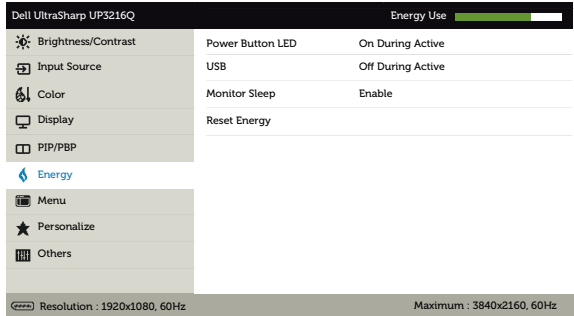 Dell UltraSharp UP3216Q Energy Use
Brightness/Contrast
Power Button LED On During Active
Input Source
USB Off During Active
Color
Monitor Sleep Enable
Display
Reset Energy
PIP/PBP
Energy
Menu
Personalize
Others
Resolution : 1920x1080, 60Hz Maximum : 3840x2160, 60Hz